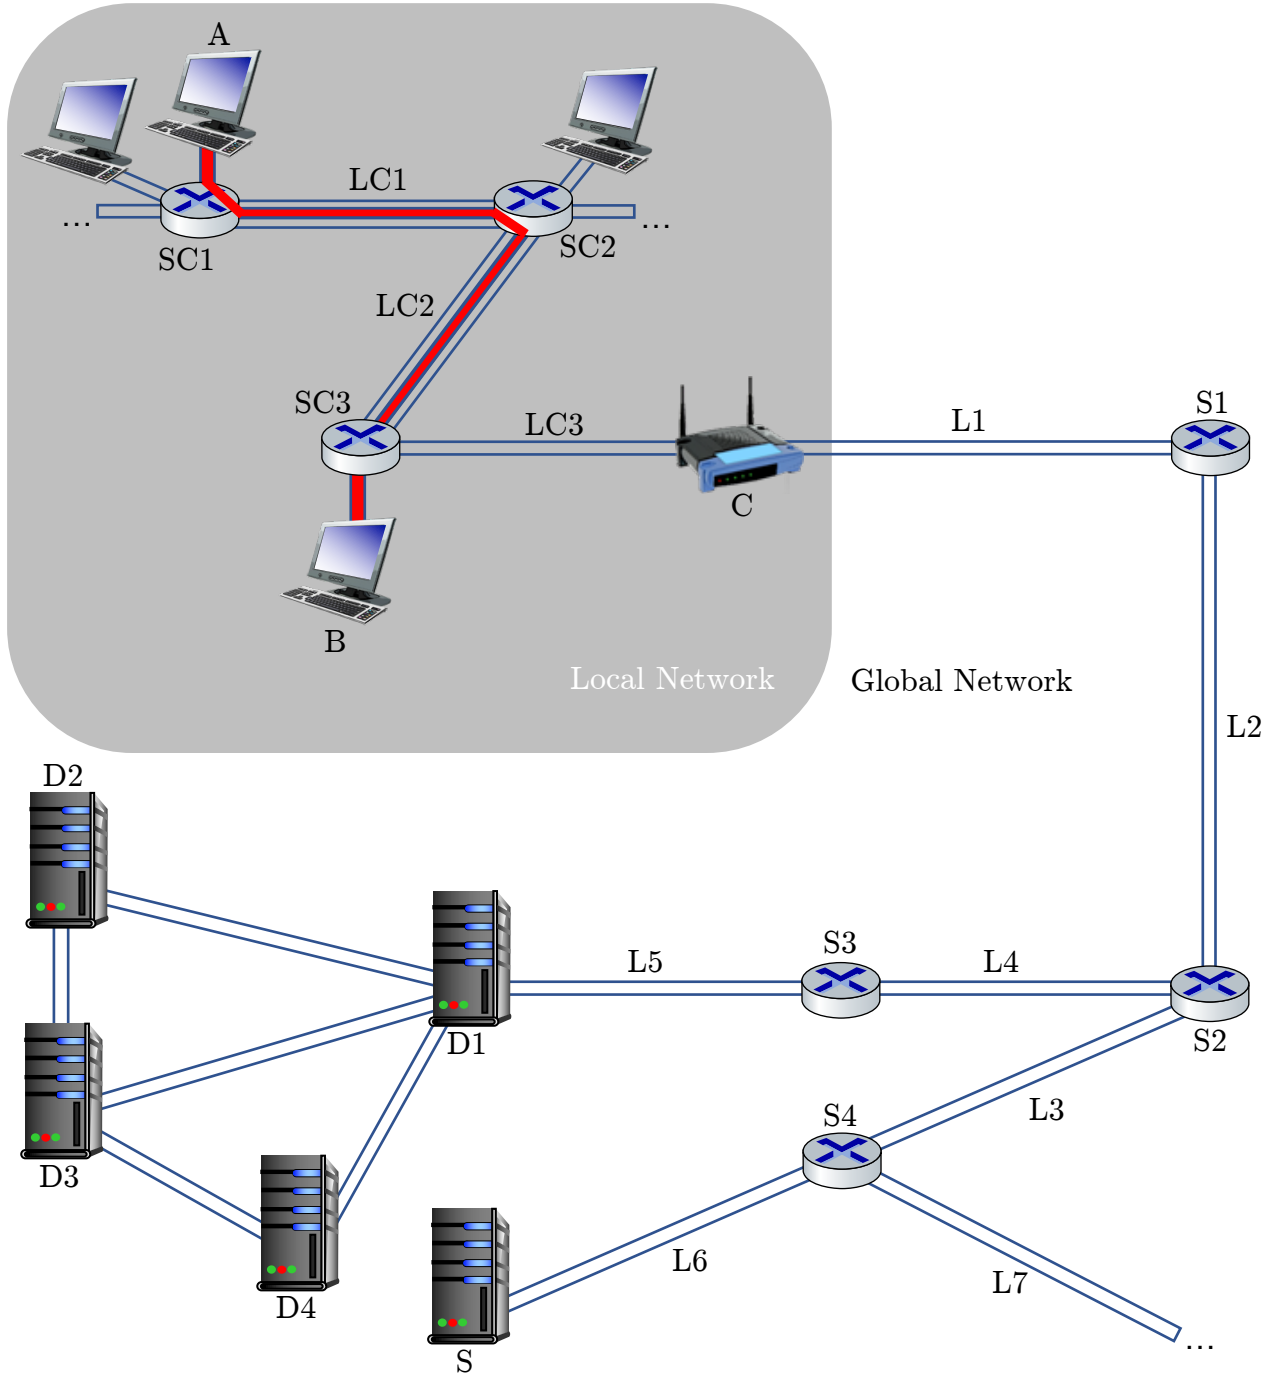 A
LC1
...
SC1
SC2
...
LC2
SC3
LC3
L1
S1
C
B
Local Network
Global Network
L2
D2
S3
L5
L4
D1
S2
L3
S4
D3
L6
L7
D4
...
S